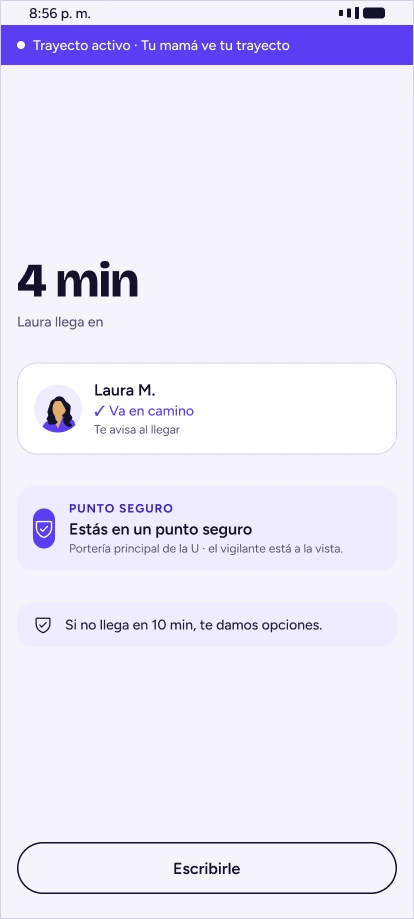 8:56 p. m.
Trayecto activo · Tu mamá ve tu trayecto
4 min
Laura llega en
Laura M.
✓ Va en camino
Te avisa al llegar
PUNTO SEGURO
Estás en un punto seguro
Portería principal de la U · el vigilante está a la vista.
Si no llega en 10 min, te damos opciones.
Escribirle